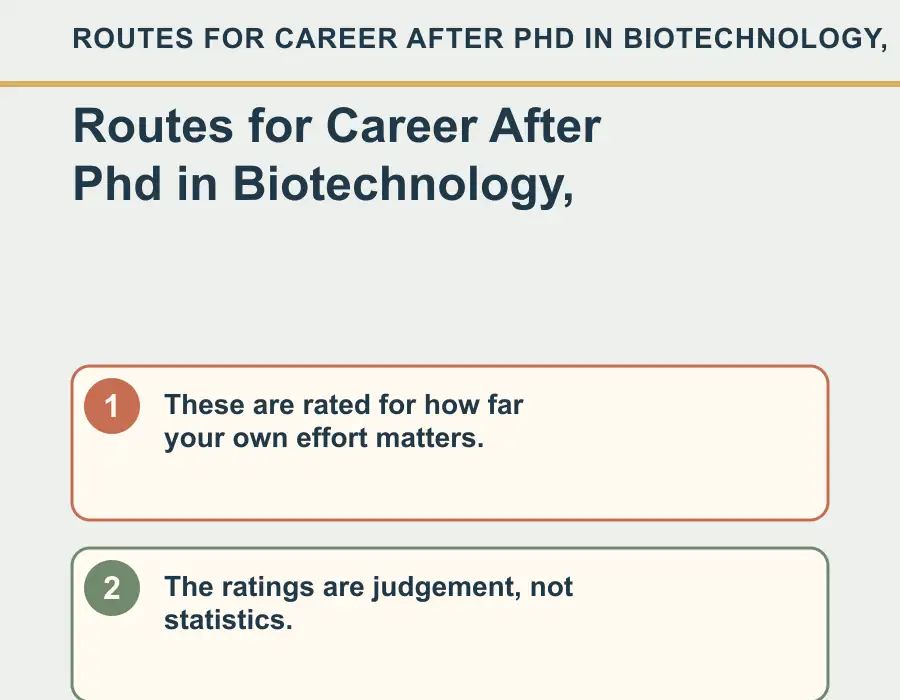 ROUTES FOR CAREER AFTER PHD IN BIOTECHNOLOGY,
Routes for Career After
Phd in Biotechnology,
1
These are rated for how far
your own effort matters.
2
The ratings are judgement, not
statistics.